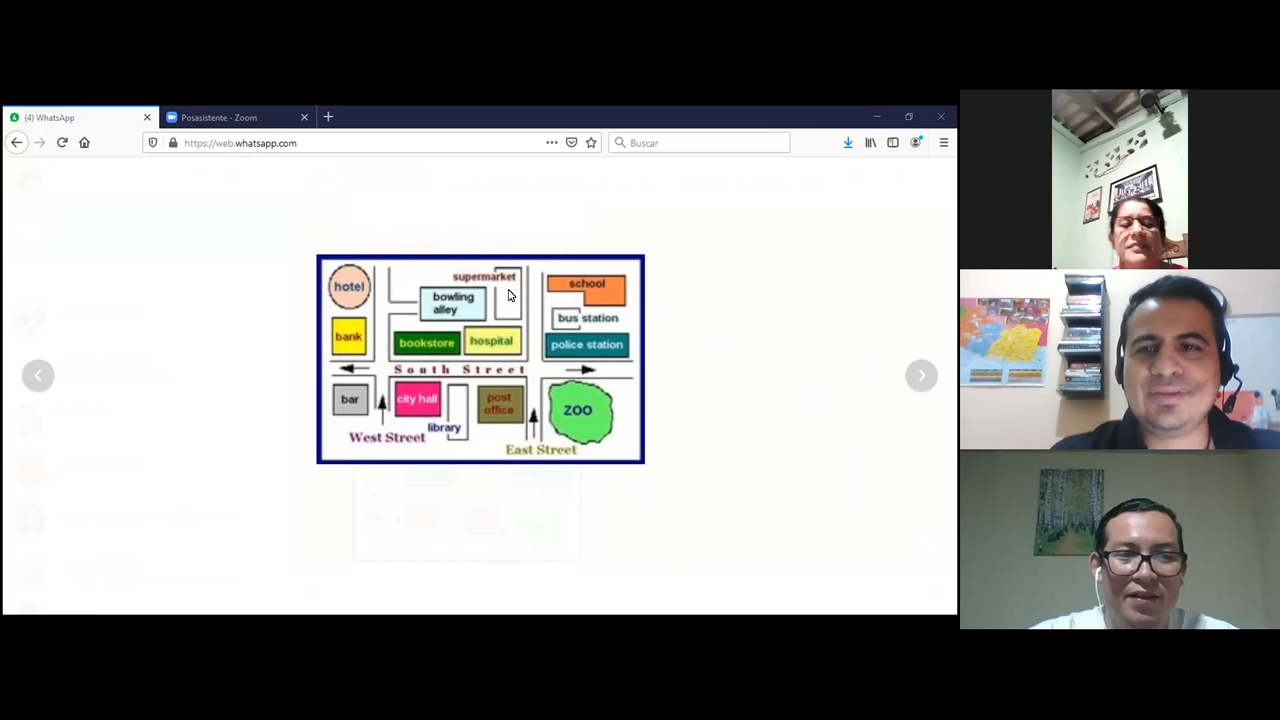 (4) WhatsApp
Posasistente - Zoom
https://web.whatsapp.com
Buscar
hotel
supermarket
school
bowling
alley
bus station
bank
bookstore
hospital
police station
South Street
bar
city hall
post
office
ZOO
library
West Street
East Street